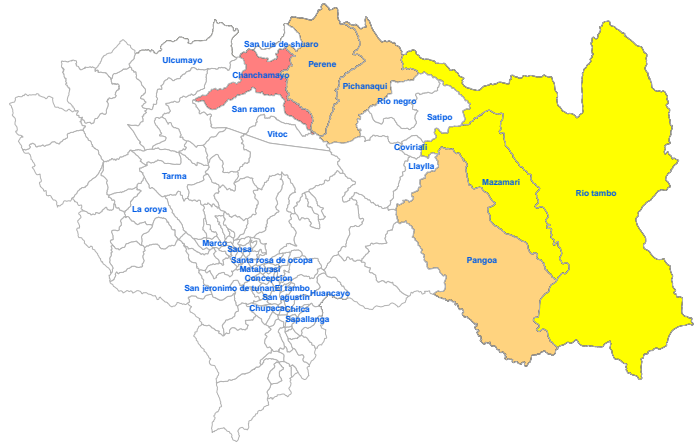 San luis de shuaro
Ulcumayo
Perene
Chanchamayo
Pichanaqui
Rio negro
San ramon
Satipo
Vitoc
Coviriali
Llaylla
Tarma
Mazamari
Rio tambo
La oroya
Marco
Sausa
Santa rosa de ocopa
Pangoa
Matahuasi
Concepcion
San jeronimo de tunan
El tambo
Huancayo
San agustin
Chupaca
Chilca
Sapallanga